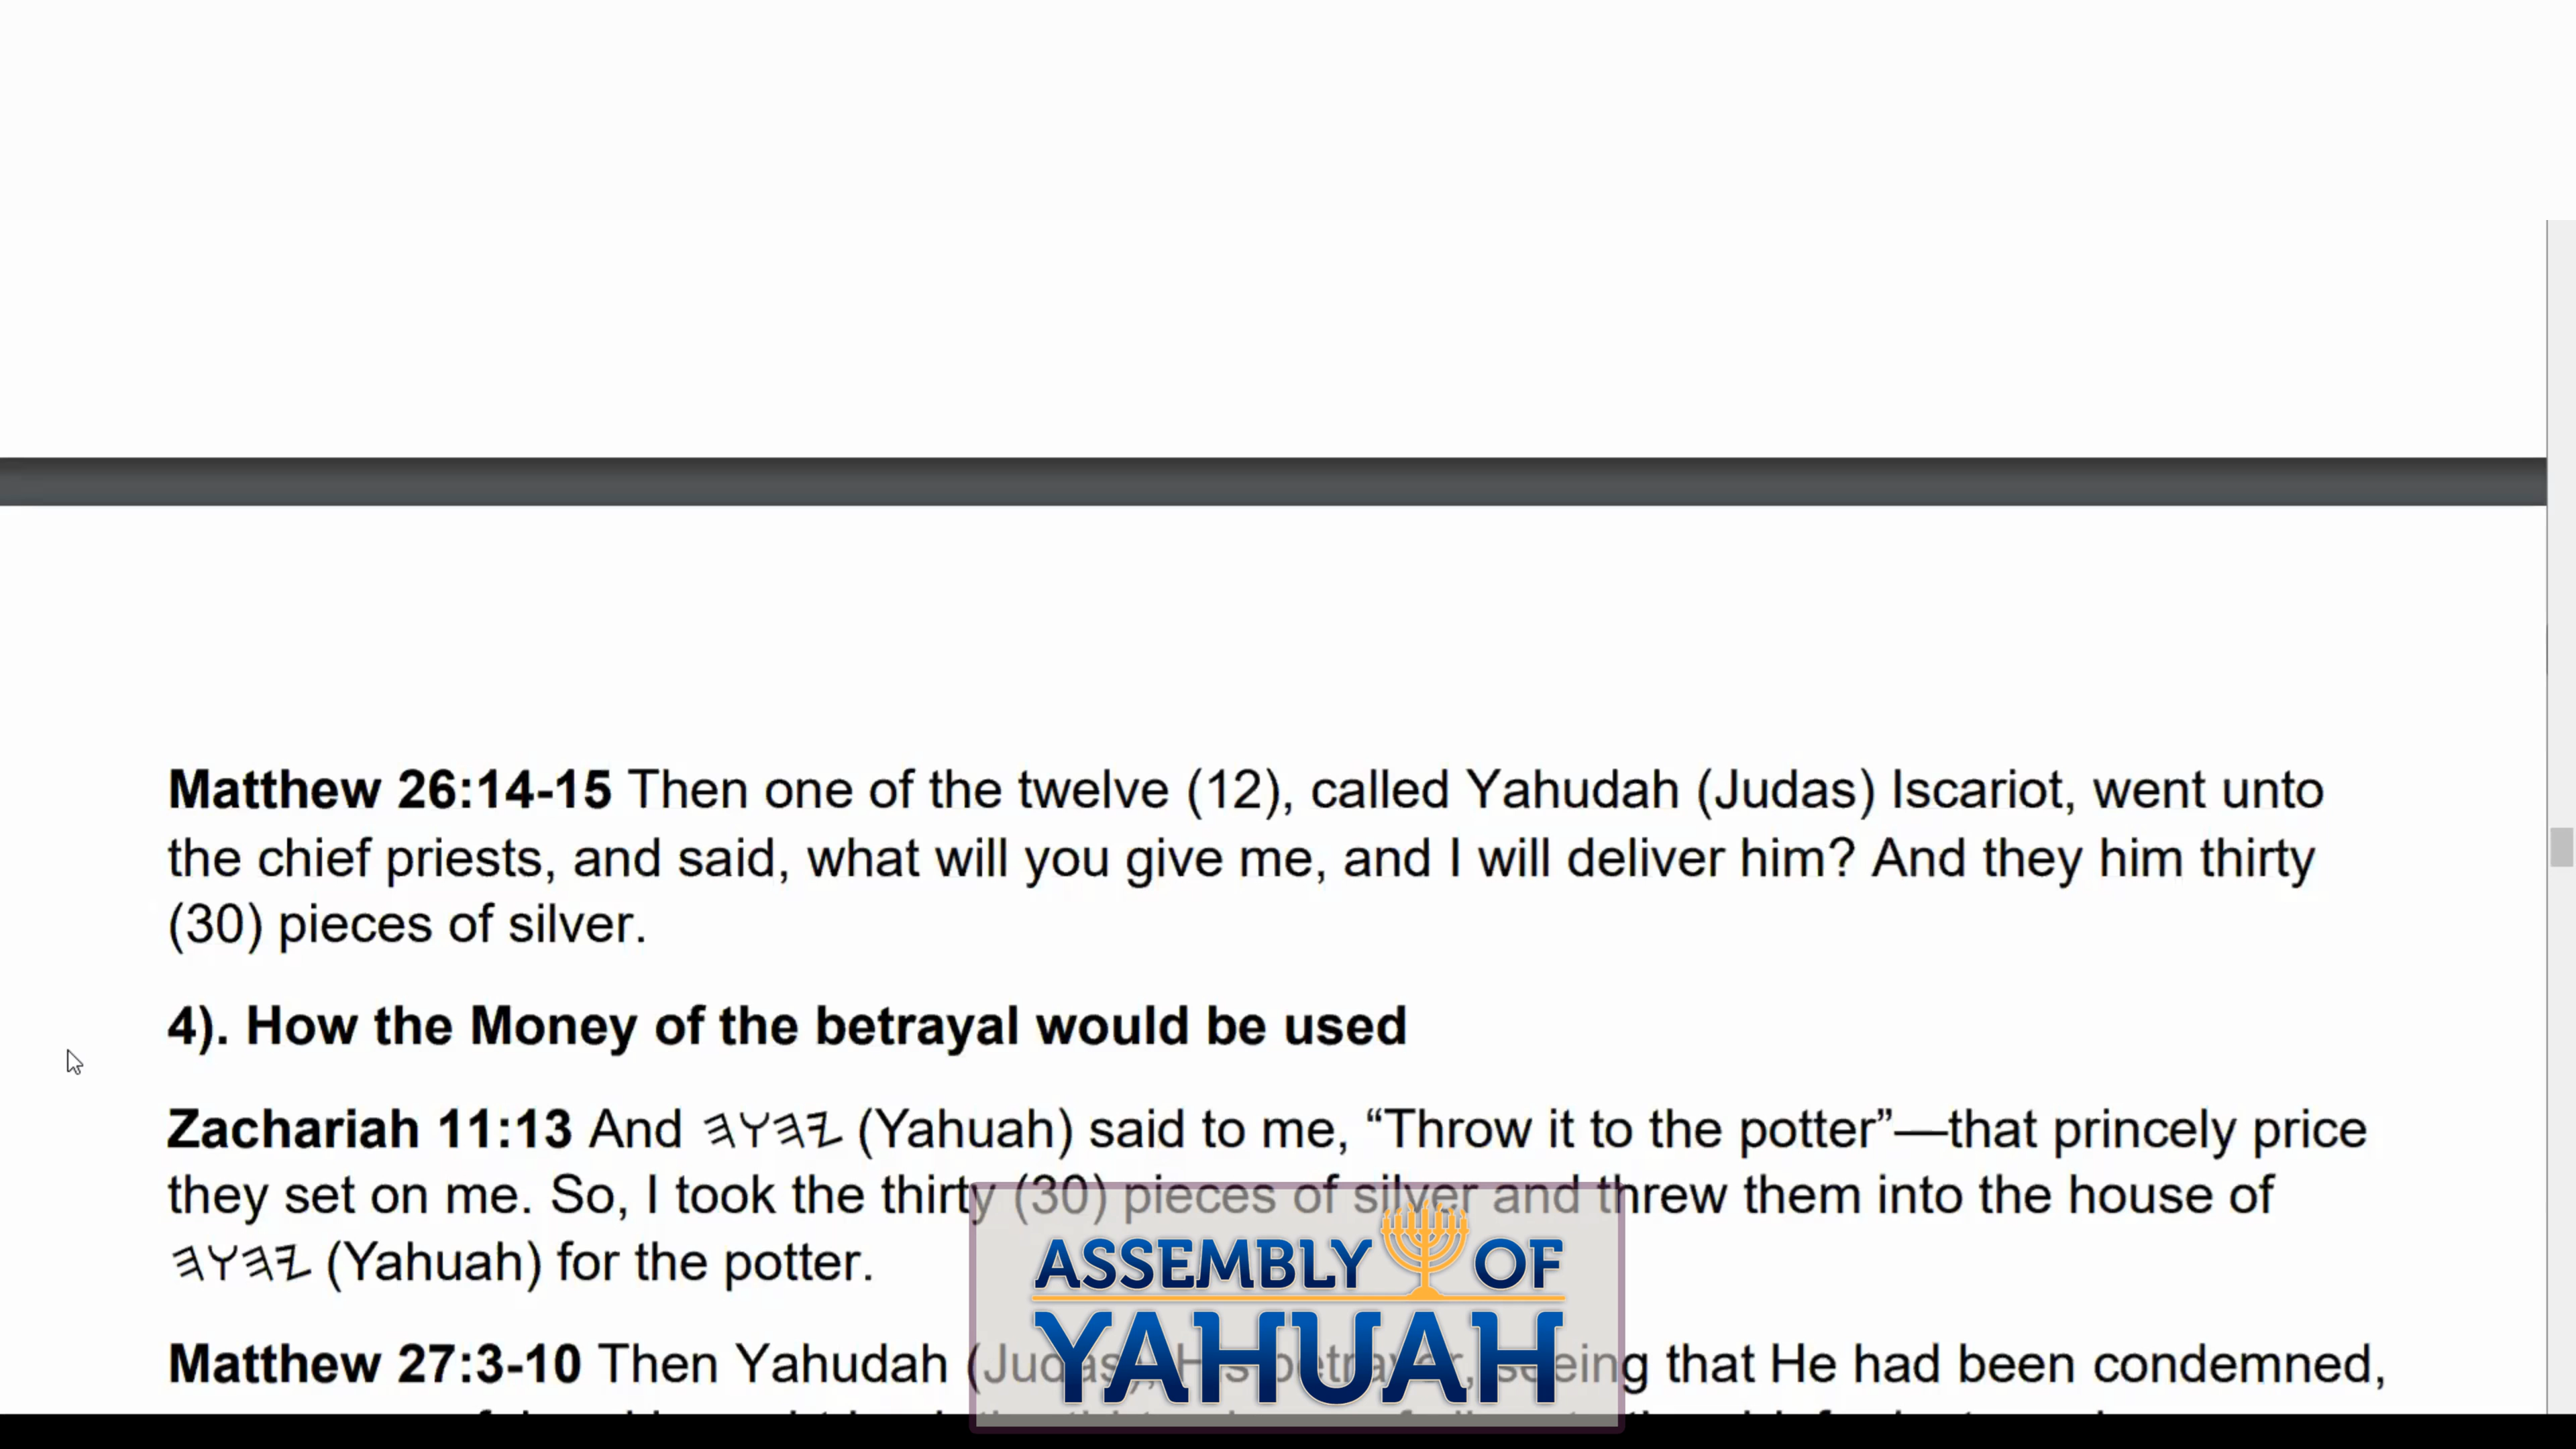 Matthew 26:14-15 Then one of the twelve (12), called Yahudah (Judas) Iscariot, went unto
the chief priests, and said, what will you give me, and I will deliver him? And they him thirty
(30) pieces of silver.
4). How the Money of the betrayal would be used
Zachariah 11:13 And 𐤉𐤄𐤅𐤄 (Yahuah) said to me, “Throw it to the potter”—that princely price
they set on me. So, I took the thirty (30) pieces of silver and threw them into the house of
𐤉𐤄𐤅𐤄 (Yahuah) for the potter.
Matthew 27:3-10 Then Yahudah (Judas), His betrayer, seeing that He had been condemned,
ASSEMBLY OF
YAHUAH